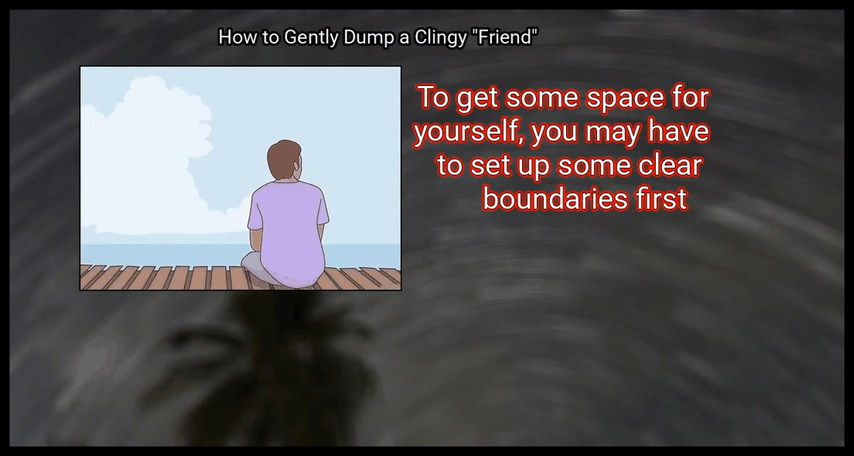 How to Gently Dump a Clingy "Friend"
To get some space for
yourself, you may have
to set up some clear
boundaries first